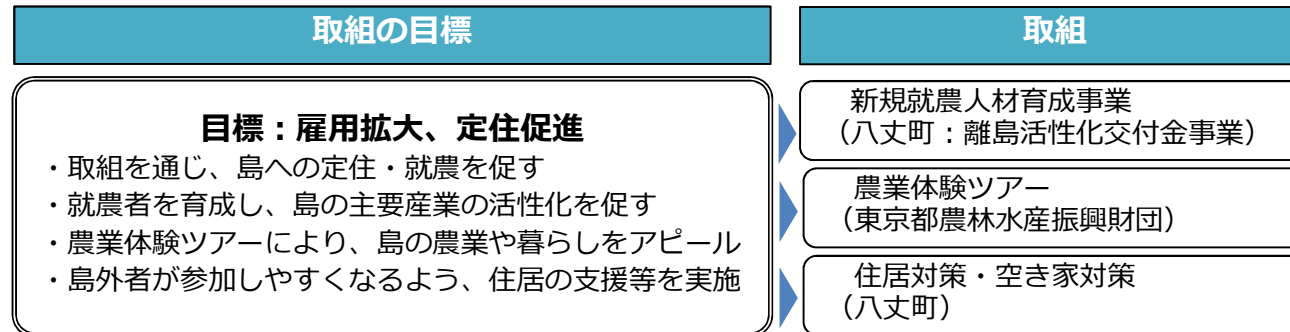 取組の目標
目標：雇用拡大、定住促進
・取組を通じ、島への定住・就農を促す
・就農者を育成し、島の主要産業の活性化を促す
・農業体験ツアーにより、島の農業や暮らしをアピール
・島外者が参加しやすくなるよう、住居の支援等を実施
取組
新規就農人材育成事業
（八丈町：離島活性化交付金事業）
農業体験ツアー
（東京都農林水産振興財団）
住居対策・空き家対策
（八丈町）